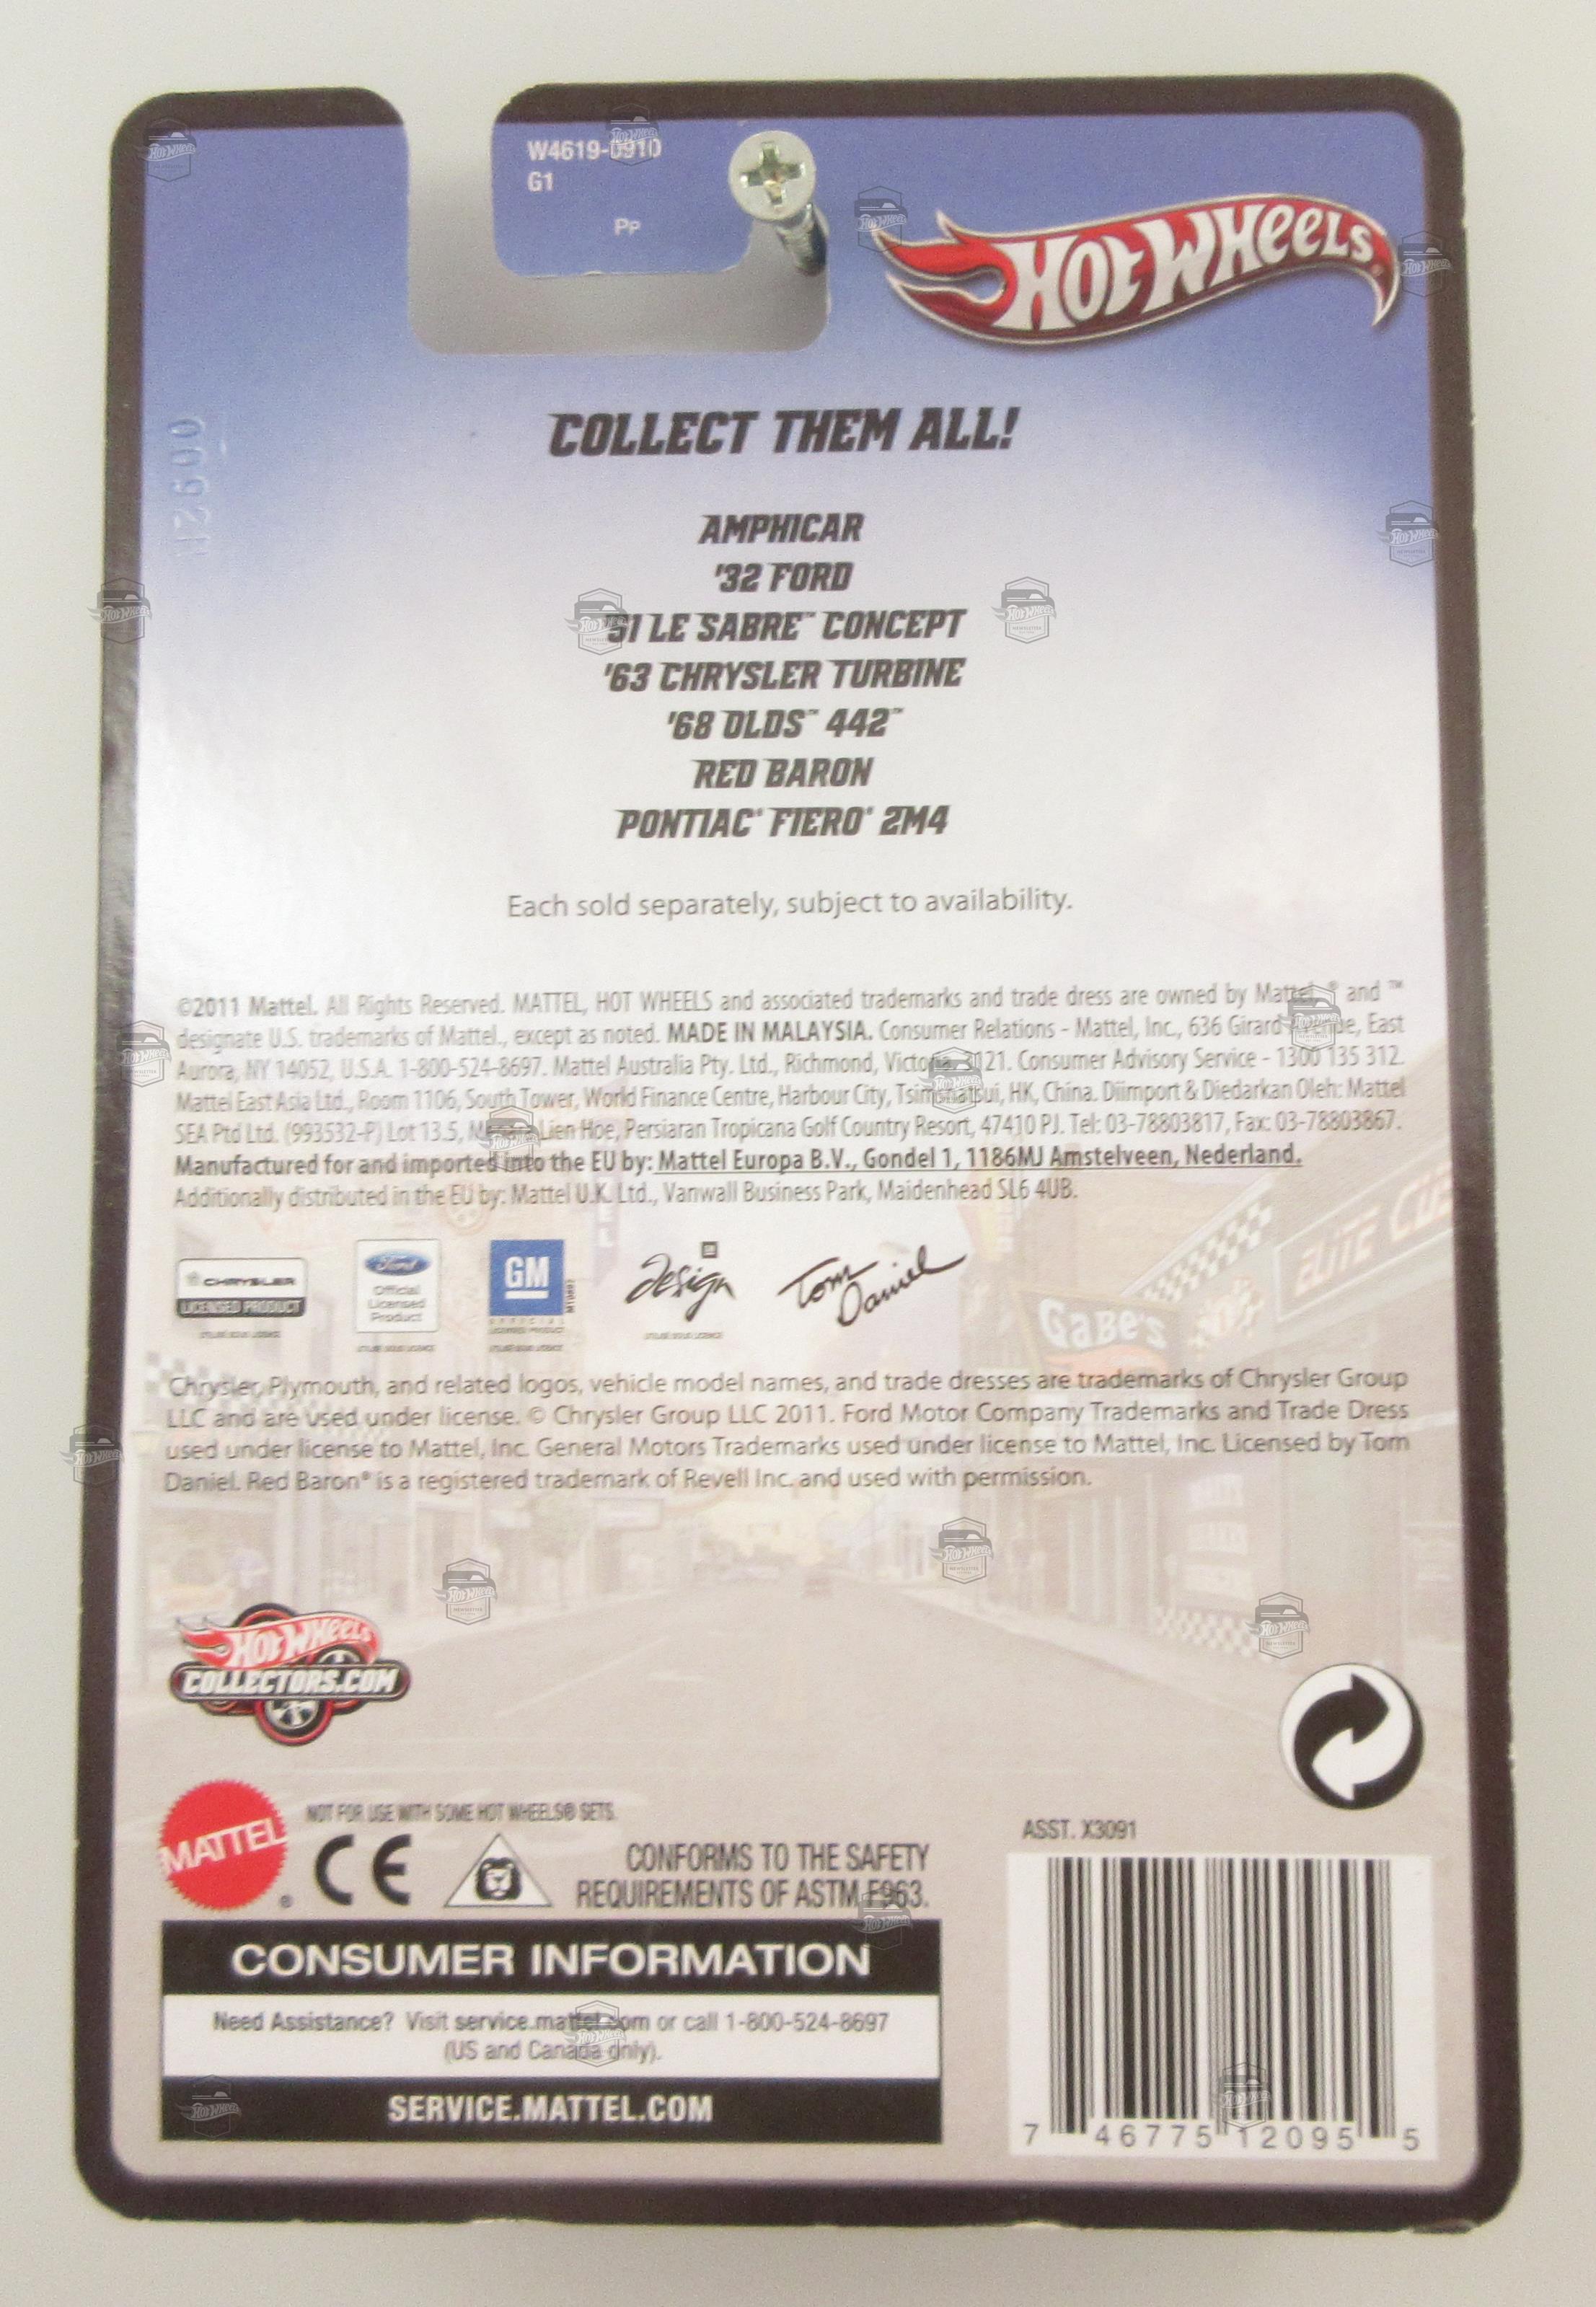 W4619-0910
G1
Pp
HOT WHEELS
COLLECT THEM ALL!
AMPHICAR
'32 FORD
51 LE SABRE™ CONCEPT
'63 CHRYSLER TURBINE
'68 OLDS™ 442™
RED BARON
PONTIAC® FIERO® 2M4
Each sold separately, subject to availability.
©2011 Mattel. All Rights Reserved. MATTEL, HOT WHEELS and associated trademarks and trade dress are owned by Mattel. ® and ™
designate U.S. trademarks of Mattel., except as noted. MADE IN MALAYSIA. Consumer Relations - Mattel, Inc., 636 Girard Avenue, East
Aurora, NY 14052, U.S.A. 1-800-524-8697. Mattel Australia Pty. Ltd., Richmond, Victoria. 3121. Consumer Advisory Service - 1300 135 312.
Mattel East Asia Ltd., Room 1106, South Tower, World Finance Centre, Harbour City, Tsimshatsui, HK, China. Diimport & Diedarkan Oleh: Mattel
SEA Ptd Ltd. (993532-P) Lot 13.5, Lien Hoe, Persiaran Tropicana Golf Country Resort, 47410 PJ. Tel: 03-78803817, Fax: 03-78803867.
Manufactured for and imported into the EU by: Mattel Europa B.V., Gondel 1, 1186MJ Amstelveen, Nederland.
Additionally distributed in the EU by: Mattel U.K. Ltd., Vanwall Business Park, Maidenhead SL6 4UB.
CHRYSLER
LICENSED PRODUCT
Ford
Official
Licensed
Product
GM
OFFICIAL
LICENSED PRODUCT
Design
Tom
Daniel
ELITE
GaBe's
Chrysler, Plymouth, and related logos, vehicle model names, and trade dresses are trademarks of Chrysler Group
LLC and are used under license. © Chrysler Group LLC 2011. Ford Motor Company Trademarks and Trade Dress
used under license to Mattel, Inc. General Motors Trademarks used under license to Mattel, Inc. Licensed by Tom
Daniel. Red Baron® is a registered trademark of Revell Inc. and used with permission.
HOT WHEELS
COLLECTORS.COM
MATTEL
NOT FOR USE WITH SOME HOT WHEELS® SETS.
CE
CONFORMS TO THE SAFETY
REQUIREMENTS OF ASTM F963.
CONSUMER INFORMATION
Need Assistance? Visit service.mattel.com or call 1-800-524-8697
(US and Canada only).
SERVICE.MATTEL.COM
ASST. X3091
7 46775 12095 5